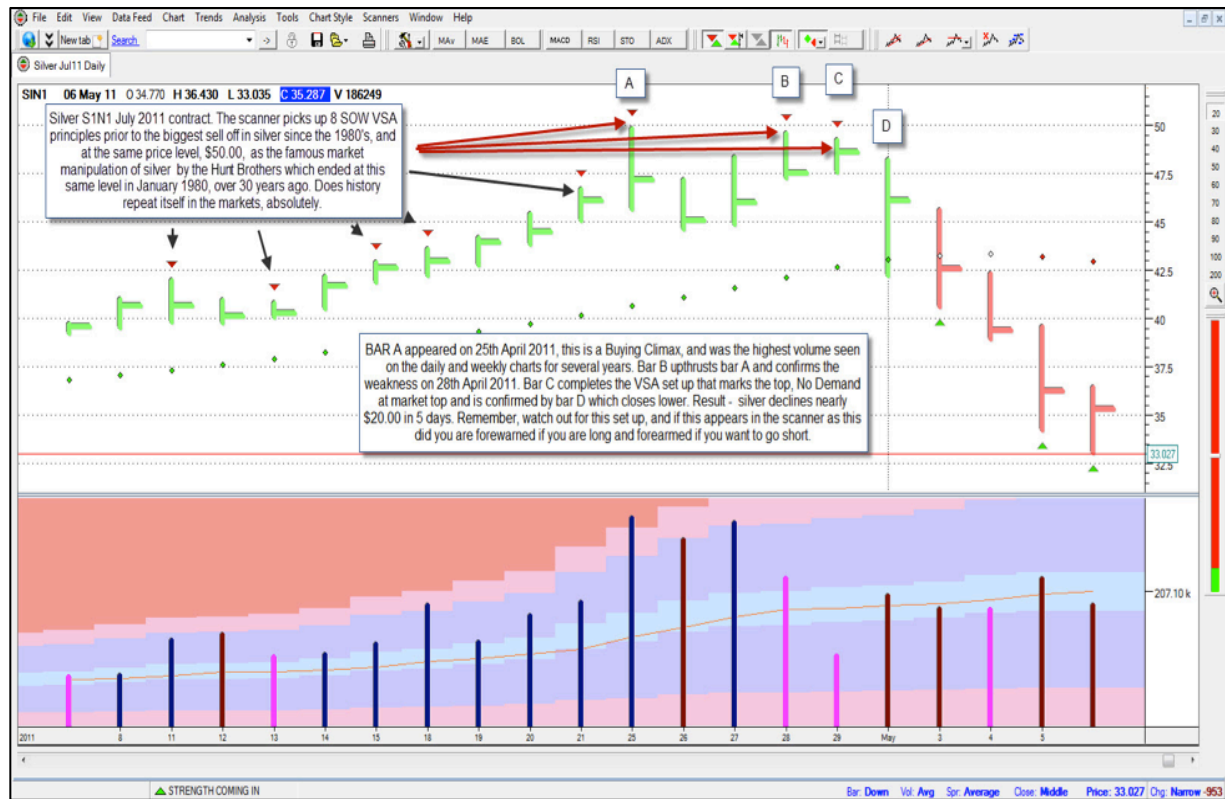 File Edit View Data Feed Chart Trends Analysis Tools Chart Style Scanners Window Help
New tab Search MAv MAE BOL MACD RSI STO ADX
Silver Jul11 Daily
SIN1 06 May 11 O 34.770 H 36.430 L 33.035 C 35.287 V 186249
Silver S1N1 July 2011 contract. The scanner picks up 8 SOW VSA
principles prior to the biggest sell off in silver since the 1980's, and
at the same price level, $50.00, as the famous market
manipulation of silver by the Hunt Brothers which ended at this
same level in January 1980, over 30 years ago. Does history
repeat itself in the markets, absolutely.
A
B
C
D
50
47.5
45
42.5
40
37.5
35
33.027
32.5
20
30
40
50
60
70
80
90
100
200
BAR A appeared on 25th April 2011, this is a Buying Climax, and was the highest volume seen
on the daily and weekly charts for several years. Bar B upthrusts bar A and confirms the
weakness on 28th April 2011. Bar C completes the VSA set up that marks the top, No Demand
at market top and is confirmed by bar D which closes lower. Result - silver declines nearly
$20.00 in 5 days. Remember, watch out for this set up, and if this appears in the scanner as this
did you are forewarned if you are long and forearmed if you want to go short.
207.10 k
2011 8 11 12 13 14 15 18 19 20 21 25 26 27 28 29 May 3 4 5
STRENGTH COMING IN
Bar: Down Vol: Avg Spr: Average Close: Middle Price: 33.027 Chg: Narrow -953